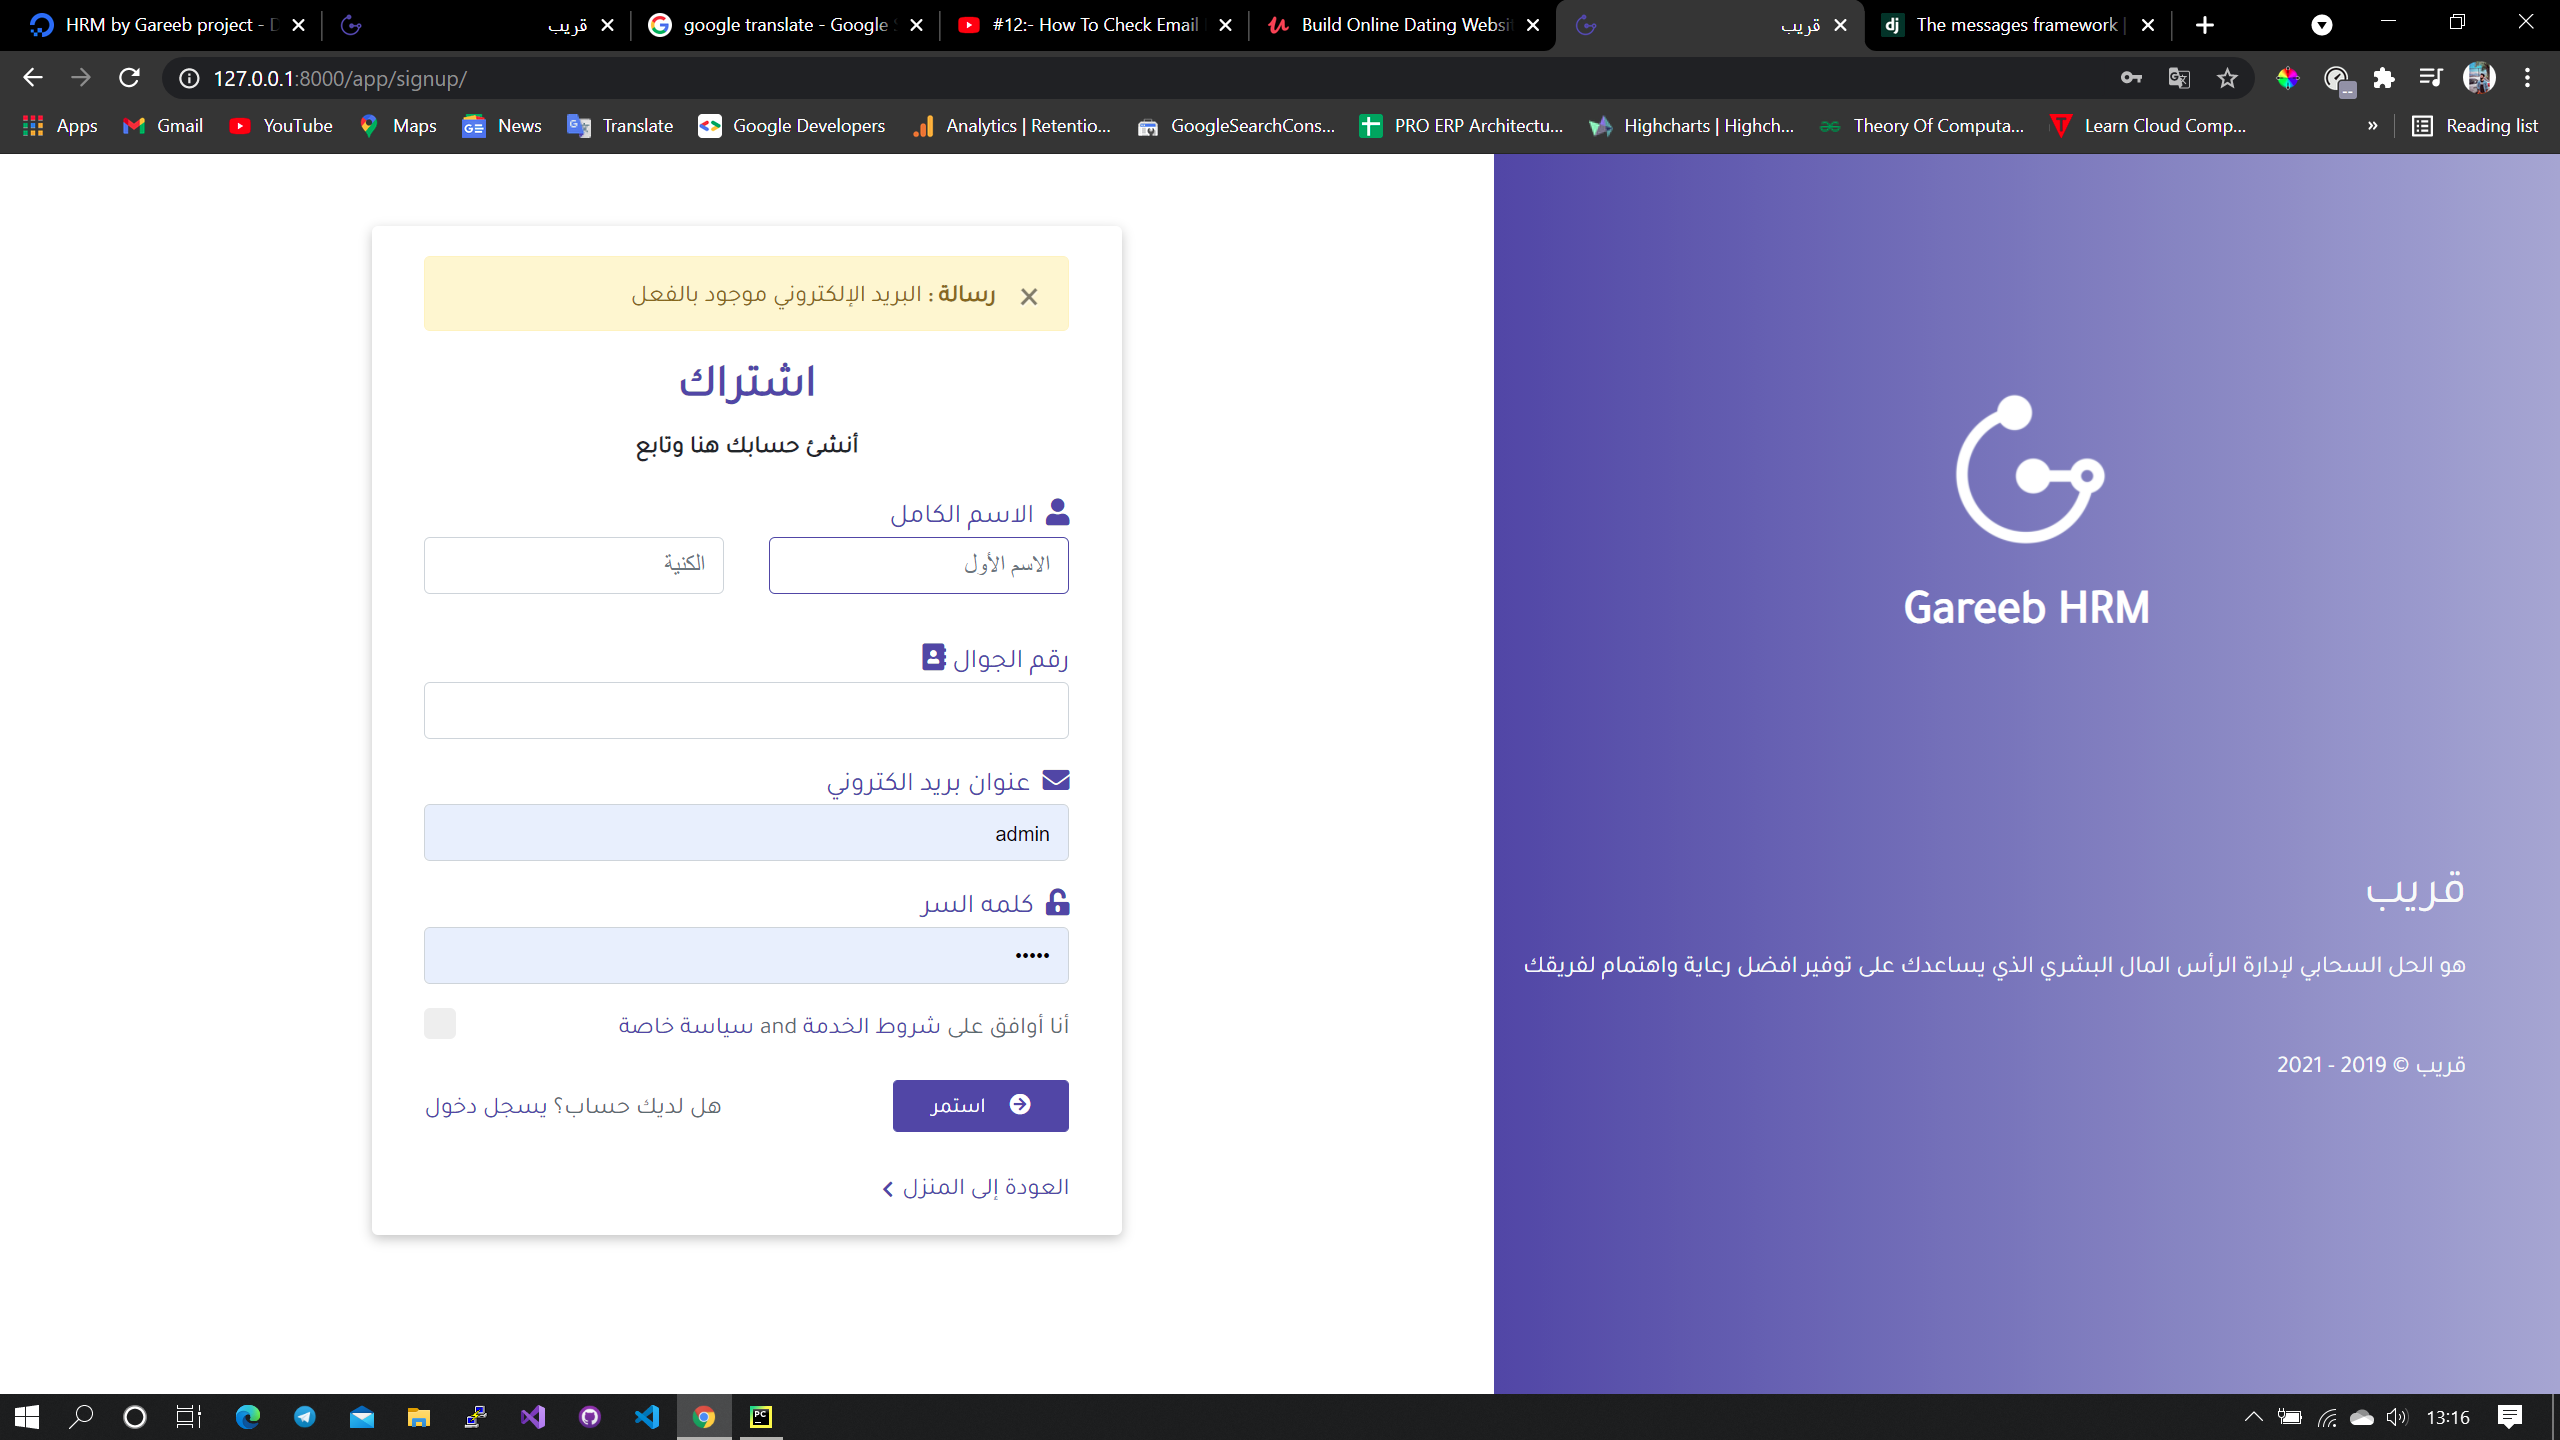 HRM by Gareeb project - D
قريب
google translate - Google S
#12:- How To Check Email
Build Online Dating Websit
قريب
The messages framework |
127.0.0.1:8000/app/signup/
Apps
Gmail
YouTube
Maps
News
Translate
Google Developers
Analytics | Retentio...
GoogleSearchCons...
PRO ERP Architectu...
Highcharts | Highch...
Theory Of Computa...
Learn Cloud Comp...
»
Reading list
رسالة : البريد الإلكتروني موجود بالفعل
اشتراك
أنشئ حسابك هنا وتابع
الاسم الكامل
الاسم الأول
الكنية
رقم الجوال
عنوان بريد الكتروني
admin
كلمه السر
•••••
أنا أوافق على شروط الخدمة and سياسة خاصة
استمر
هل لديك حساب؟ يسجل دخول
العودة إلى المنزل
Gareeb HRM
قريب
هو الحل السحابي لإدارة الرأس المال البشري الذي يساعدك على توفير افضل رعاية واهتمام لفريقك
قريب © 2019 - 2021
13:16